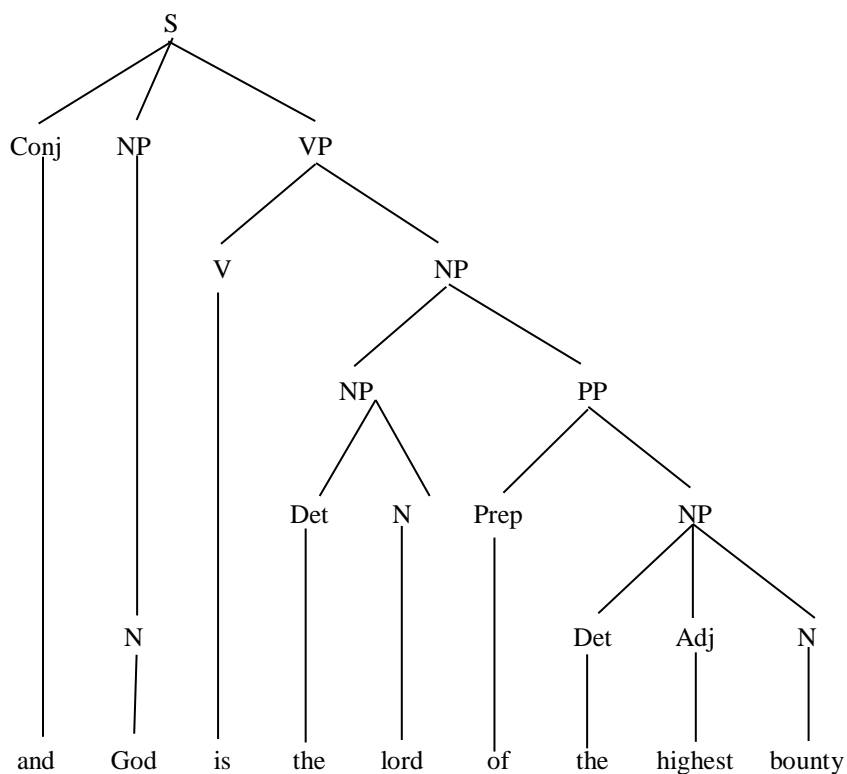 S
Conj NP VP
V NP
NP PP
Det N Prep NP
N Det Adj N
and God is the lord of the highest bounty